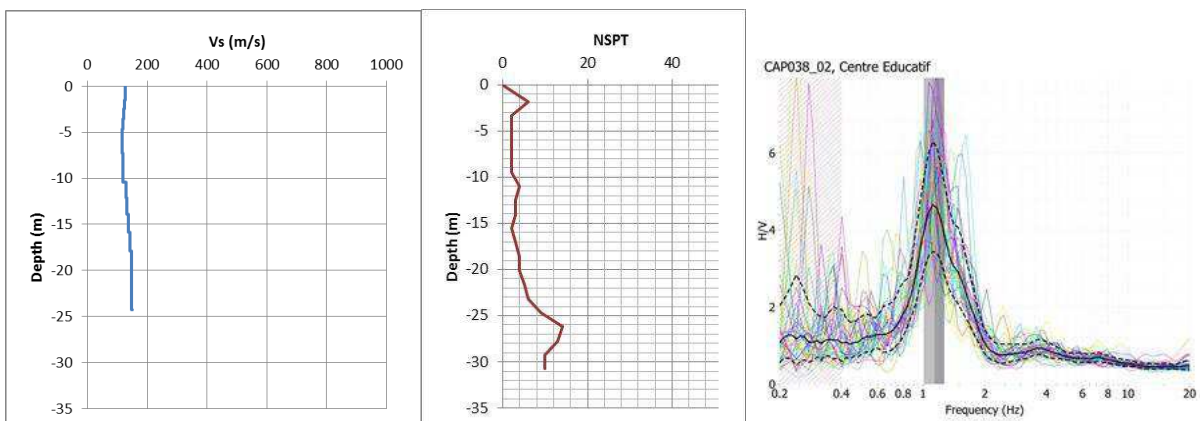 Vs (m/s)
0 200 400 600 800 1000
0
-5
-10
-15
-20
-25
-30
-35
Depth (m)
NSPT
0 20 40
0
-5
-10
-15
-20
-25
-30
-35
Depth (m)
CAP038_02, Centre Educatif
6
4
2
0
H/V
0.2 0.4 0.6 0.8 1 2 4 6 8 10 20
Frequency (Hz)